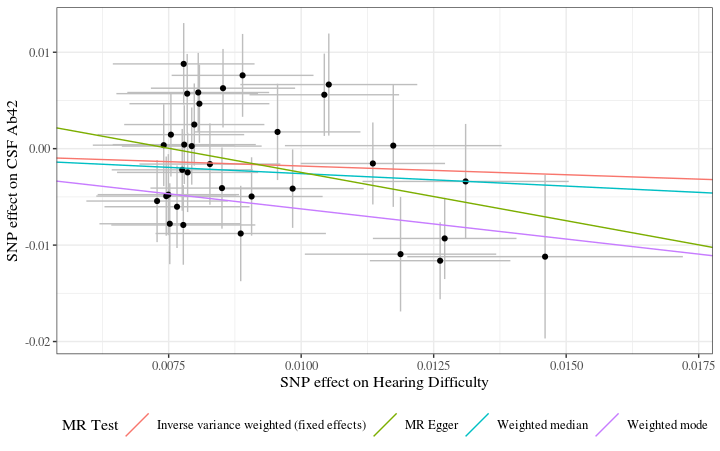 SNP effect on CSF Ab42
0.01
0.00
-0.01
-0.02
0.0075 0.0100 0.0125 0.0150 0.0175
SNP effect on Hearing Difficulty
MR Test Inverse variance weighted (fixed effects) MR Egger Weighted median Weighted mode